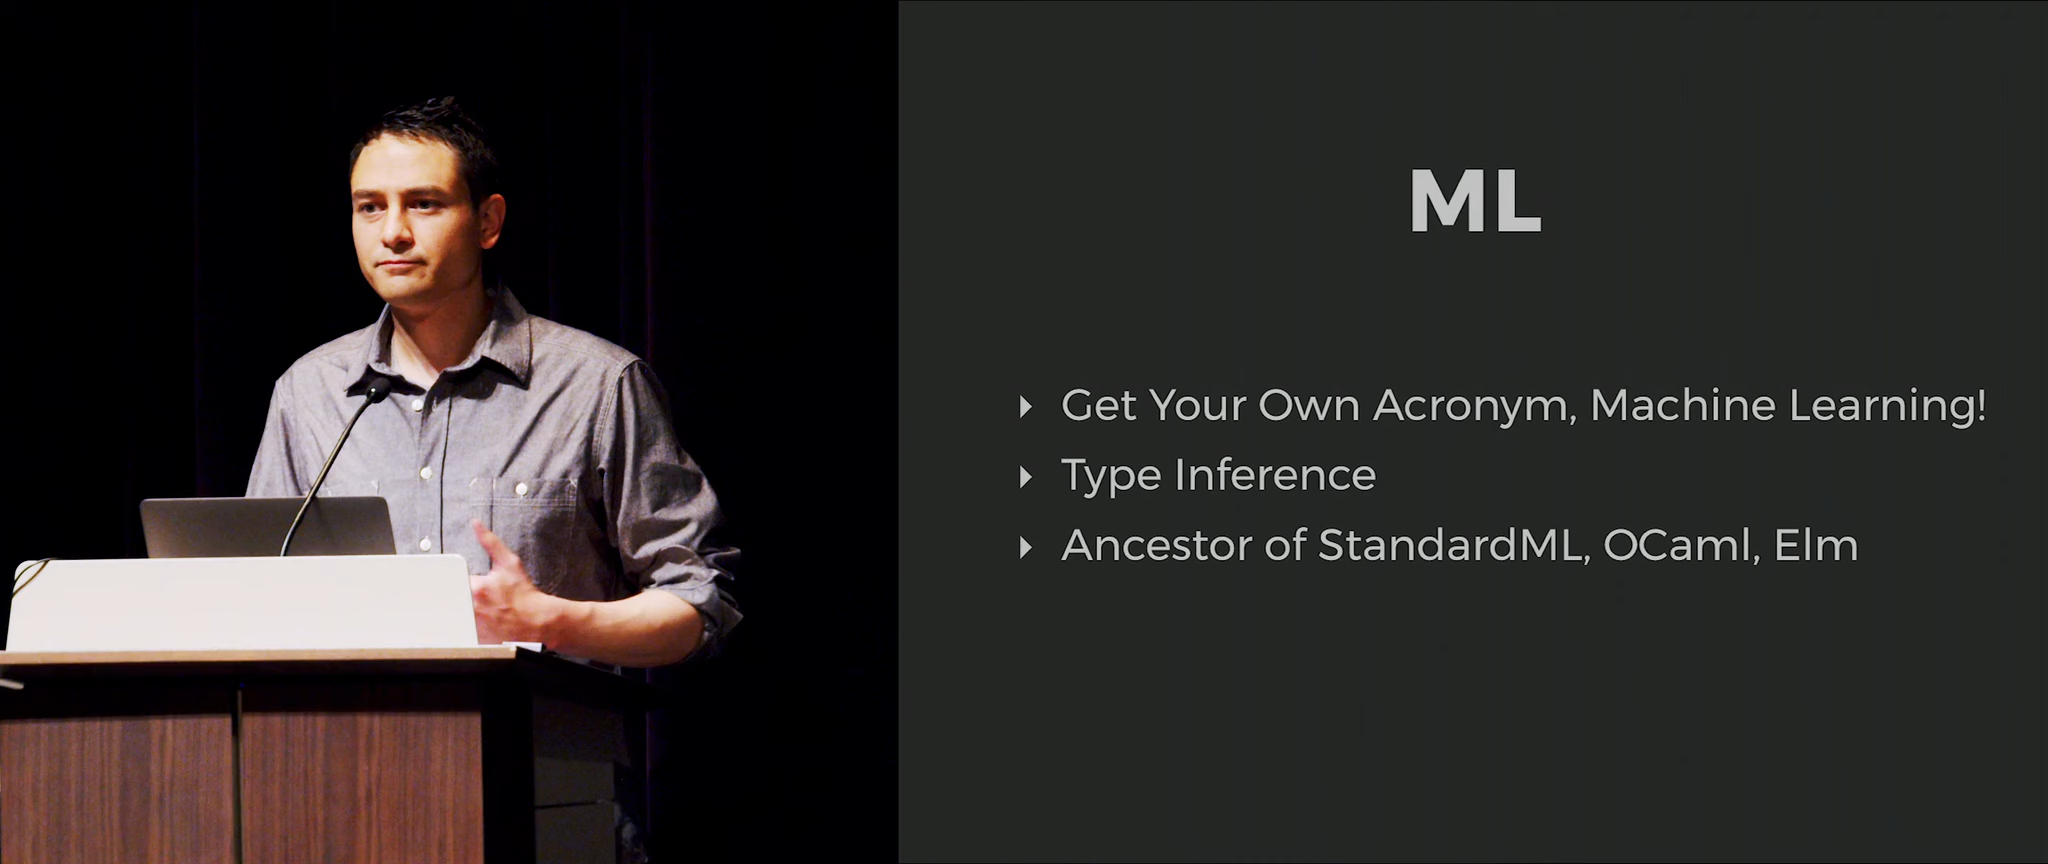 ML
Get Your Own Acronym, Machine Learning!
Type Inference
Ancestor of StandardML, OCaml, Elm